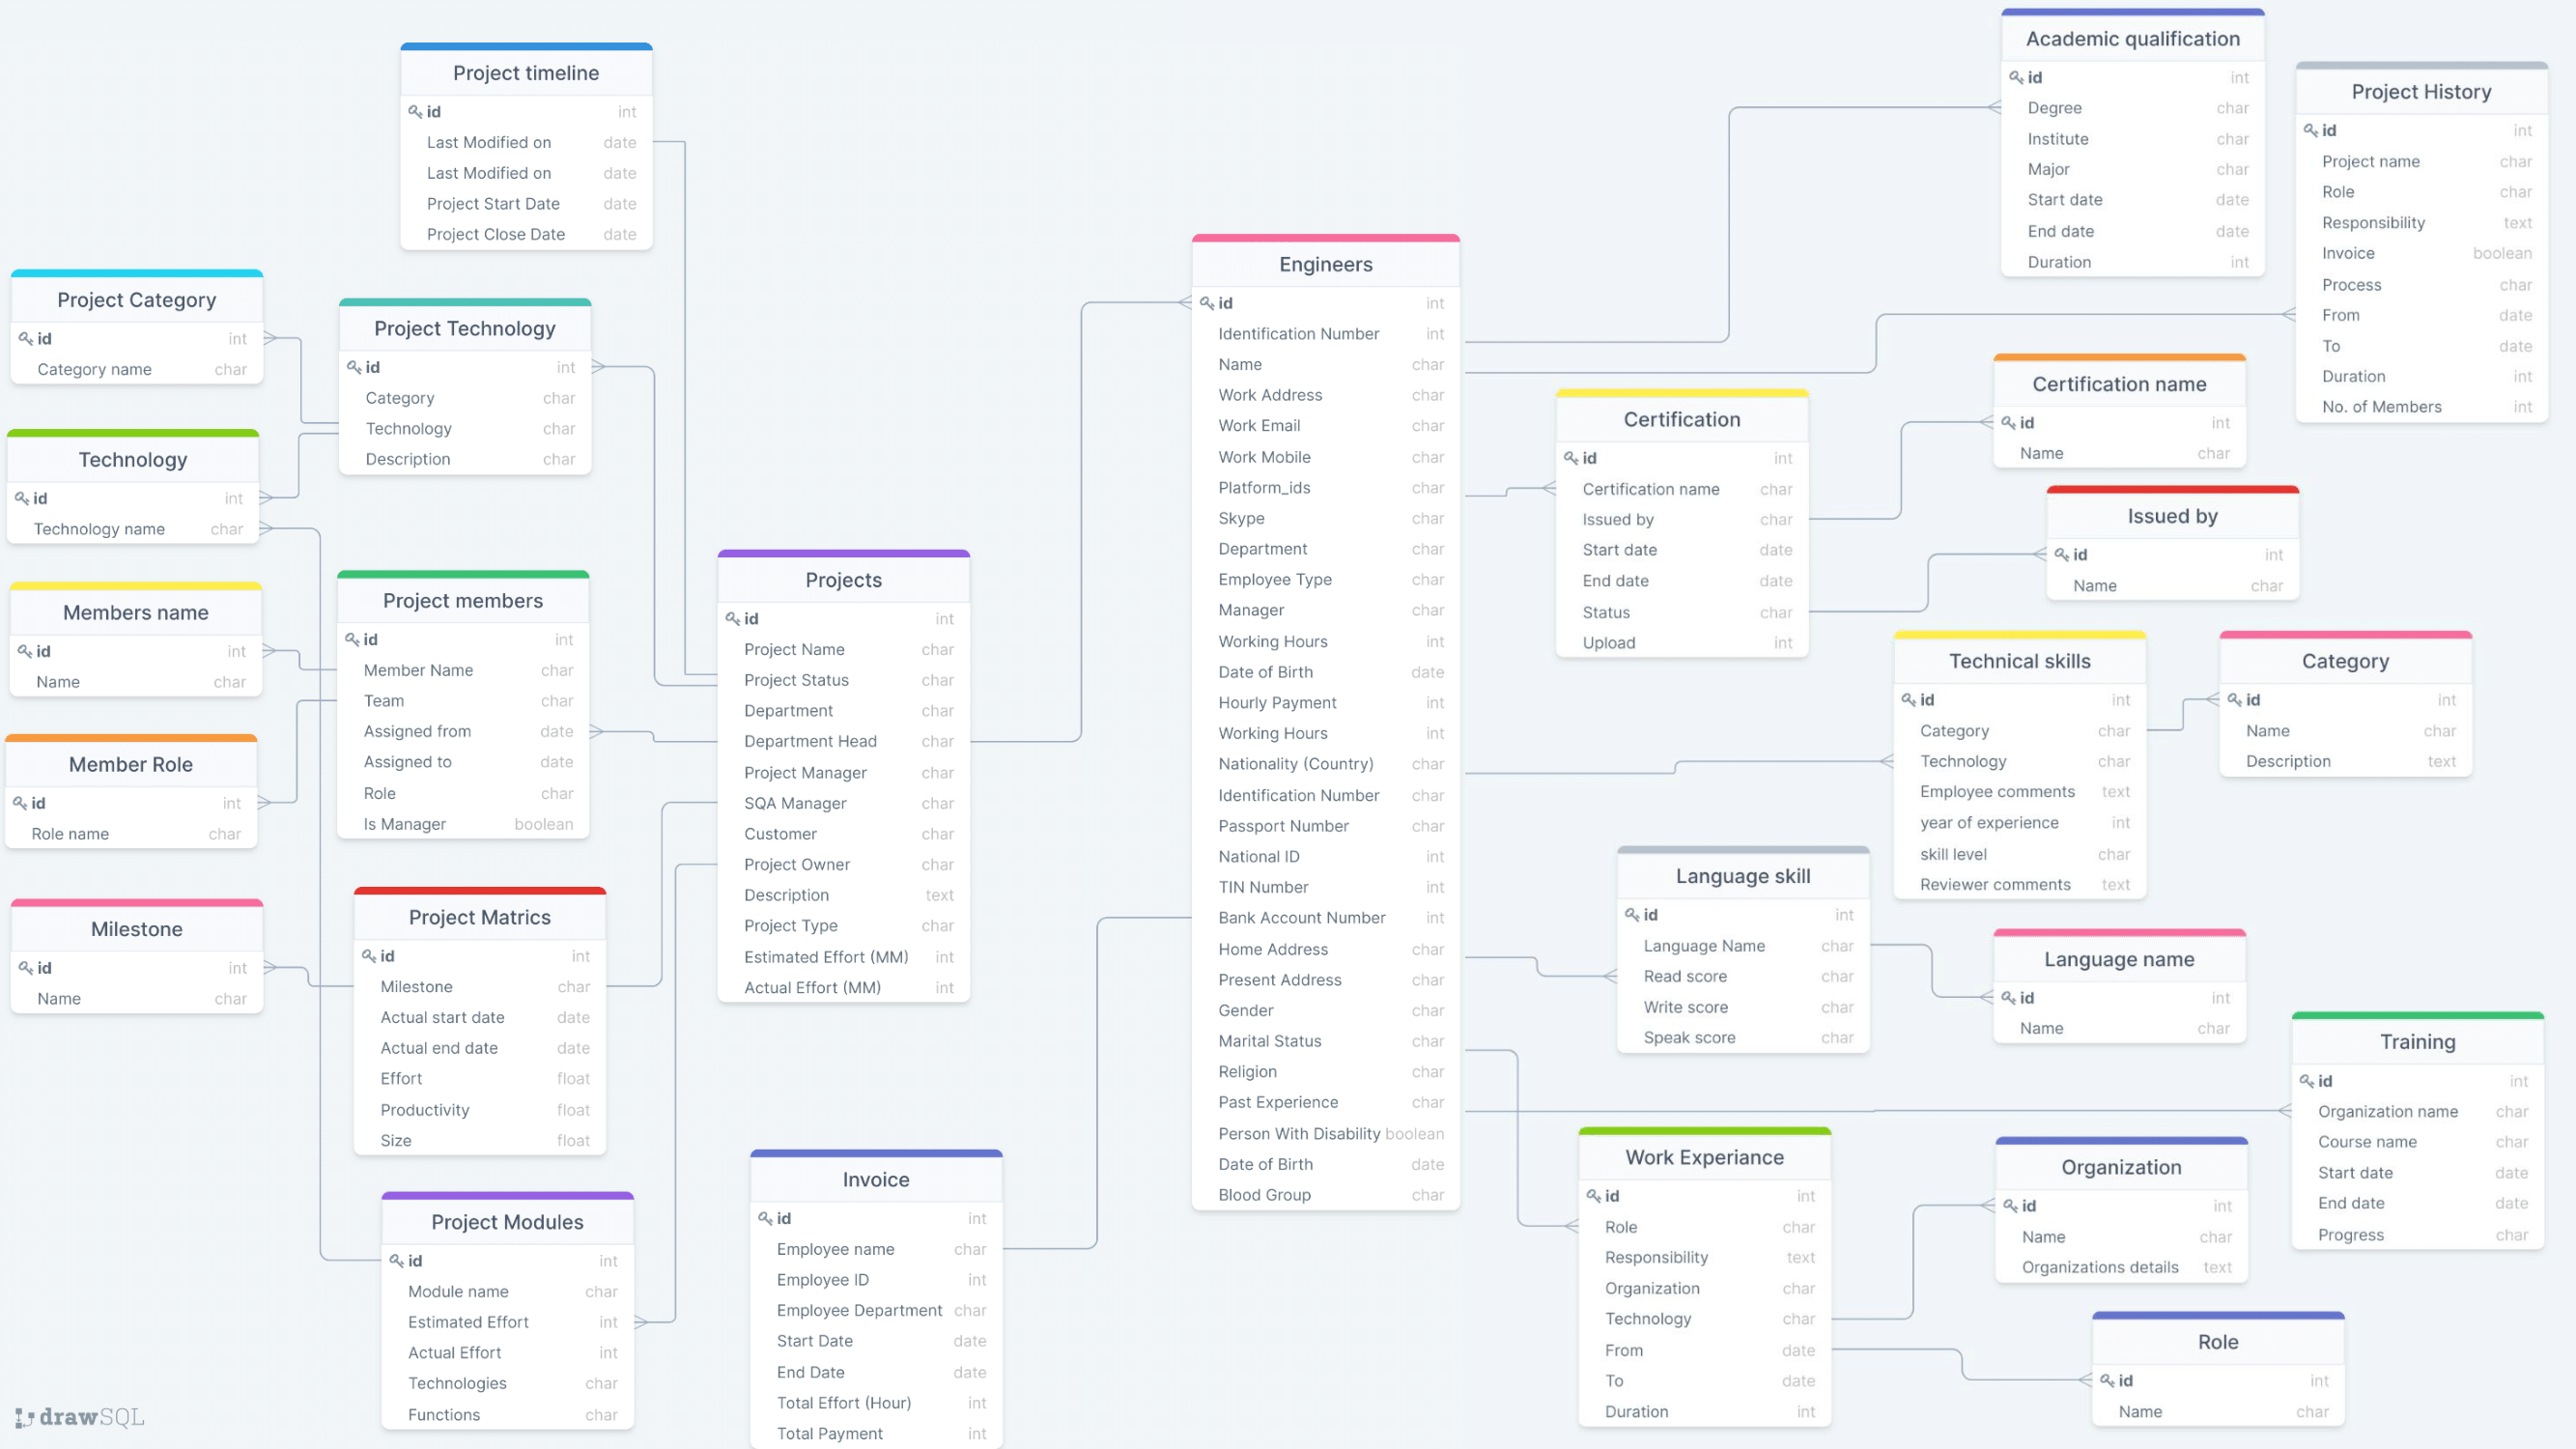 Project timeline
id int
Last Modified on date
Last Modified on date
Project Start Date date
Project Close Date date
Project Category
id int
Category name char
Project Technology
id int
Category char
Technology char
Description char
Technology
id int
Technology name char
Members name
id int
Name char
Project members
id int
Member Name char
Team char
Assigned from date
Assigned to date
Role char
Is Manager boolean
Member Role
id int
Role name char
Milestone
id int
Name char
Project Matrics
id int
Milestone char
Actual start date date
Actual end date date
Effort float
Productivity float
Size float
Project Modules
id int
Module name char
Estimated Effort int
Actual Effort int
Technologies char
Functions char
Projects
id int
Project Name char
Project Status char
Department char
Department Head char
Project Manager char
SQA Manager char
Customer char
Project Owner char
Description text
Project Type char
Estimated Effort (MM) int
Actual Effort (MM) int
Invoice
id int
Employee name char
Employee ID int
Employee Department char
Start Date date
End Date date
Total Effort (Hour) int
Total Payment int
Engineers
id int
Identification Number int
Name char
Work Address char
Work Email char
Work Mobile char
Platform_ids char
Skype char
Department char
Employee Type char
Manager char
Working Hours int
Date of Birth date
Hourly Payment int
Working Hours int
Nationality (Country) char
Identification Number char
Passport Number char
National ID int
TIN Number int
Bank Account Number int
Home Address char
Present Address char
Gender char
Marital Status char
Religion char
Past Experience char
Person With Disability boolean
Date of Birth date
Blood Group char
Academic qualification
id int
Degree char
Institute char
Major char
Start date date
End date date
Duration int
Project History
id int
Project name char
Role char
Responsibility text
Invoice boolean
Process char
From date
To date
Duration int
No. of Members int
Certification
id int
Certification name char
Issued by char
Start date date
End date date
Status char
Upload int
Certification name
id int
Name char
Issued by
id int
Name char
Technical skills
id int
Category char
Technology char
Employee comments text
year of experience int
skill level char
Reviewer comments text
Category
id int
Name char
Description text
Language skill
id int
Language Name char
Read score char
Write score char
Speak score char
Language name
id int
Name char
Training
id int
Organization name char
Course name char
Start date date
End date date
Progress char
Work Experiance
id int
Role char
Responsibility text
Organization char
Technology char
From date
To date
Duration int
Organization
id int
Name char
Organizations details text
Role
id int
Name char
drawSQL